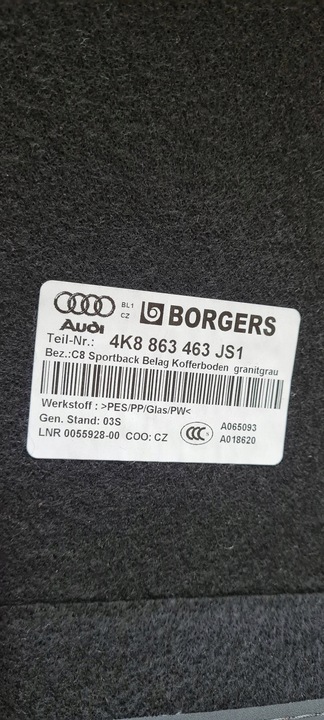 BL1
CZ
BORGERS
Audi
Teil-Nr.: 4K8 863 463 JS1
Bez.:C8 Sportback Belag Kofferboden granitgrau
Werkstoff : >PES/PP/Glas/PW<
Gen. Stand: 03S
LNR 0055928-00 COO: CZ
CCC
A065093
A018620